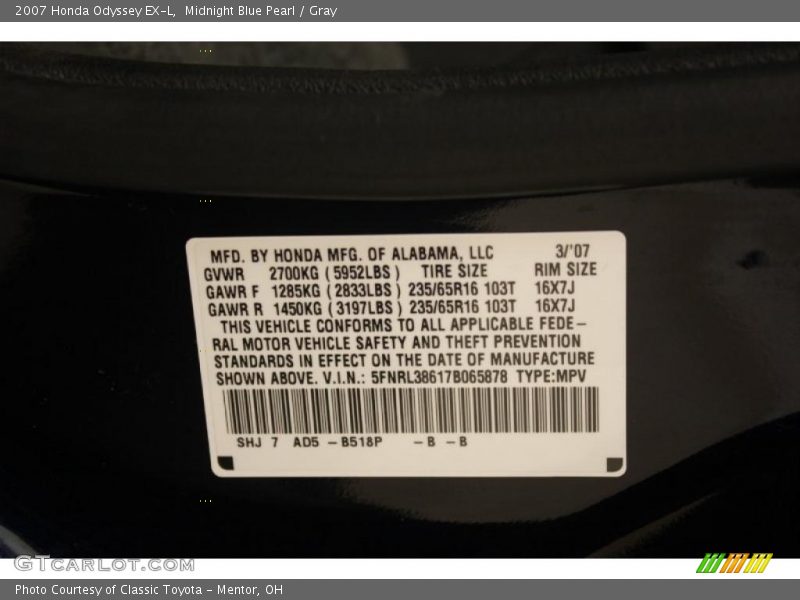 2007 Honda Odyssey EX-L,  Midnight Blue Pearl / Gray
MFD. BY HONDA MFG. OF ALABAMA, LLC 3/'07
GVWR 2700KG ( 5952LBS ) TIRE SIZE RIM SIZE
GAWR F 1285KG ( 2833LBS ) 235/65R16 103T 16X7J
GAWR R 1450KG ( 3197LBS ) 235/65R16 103T 16X7J
THIS VEHICLE CONFORMS TO ALL APPLICABLE FEDE-
RAL MOTOR VEHICLE SAFETY AND THEFT PREVENTION
STANDARDS IN EFFECT ON THE DATE OF MANUFACTURE
SHOWN ABOVE. V.I.N.: 5FNRL38617B065878 TYPE:MPV
SHJ 7 AD5 -B518P -B -B
GTCARLOT.COM
Photo Courtesy of Classic Toyota - Mentor, OH